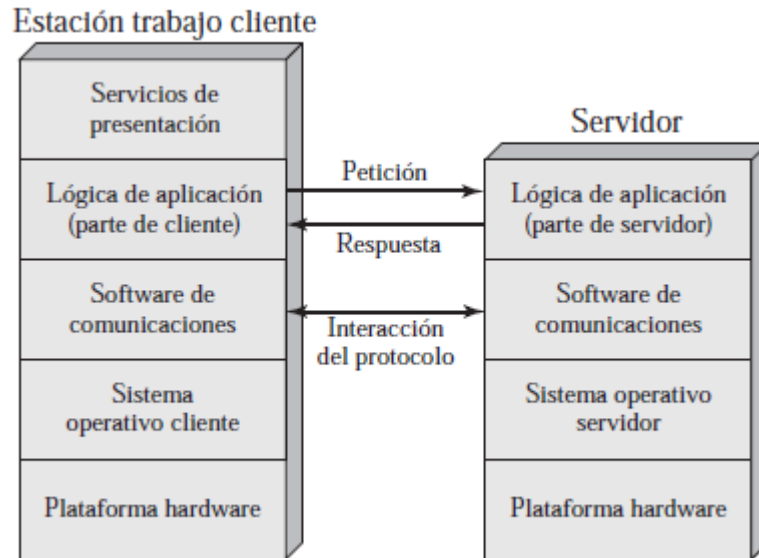 Estación trabajo cliente
Servicios de
presentación
Lógica de aplicación
(parte de cliente)
Software de
comunicaciones
Sistema
operativo cliente
Plataforma hardware
Petición
Respuesta
Interacción
del protocolo
Servidor
Lógica de aplicación
(parte de servidor)
Software de
comunicaciones
Sistema operativo
servidor
Plataforma hardware